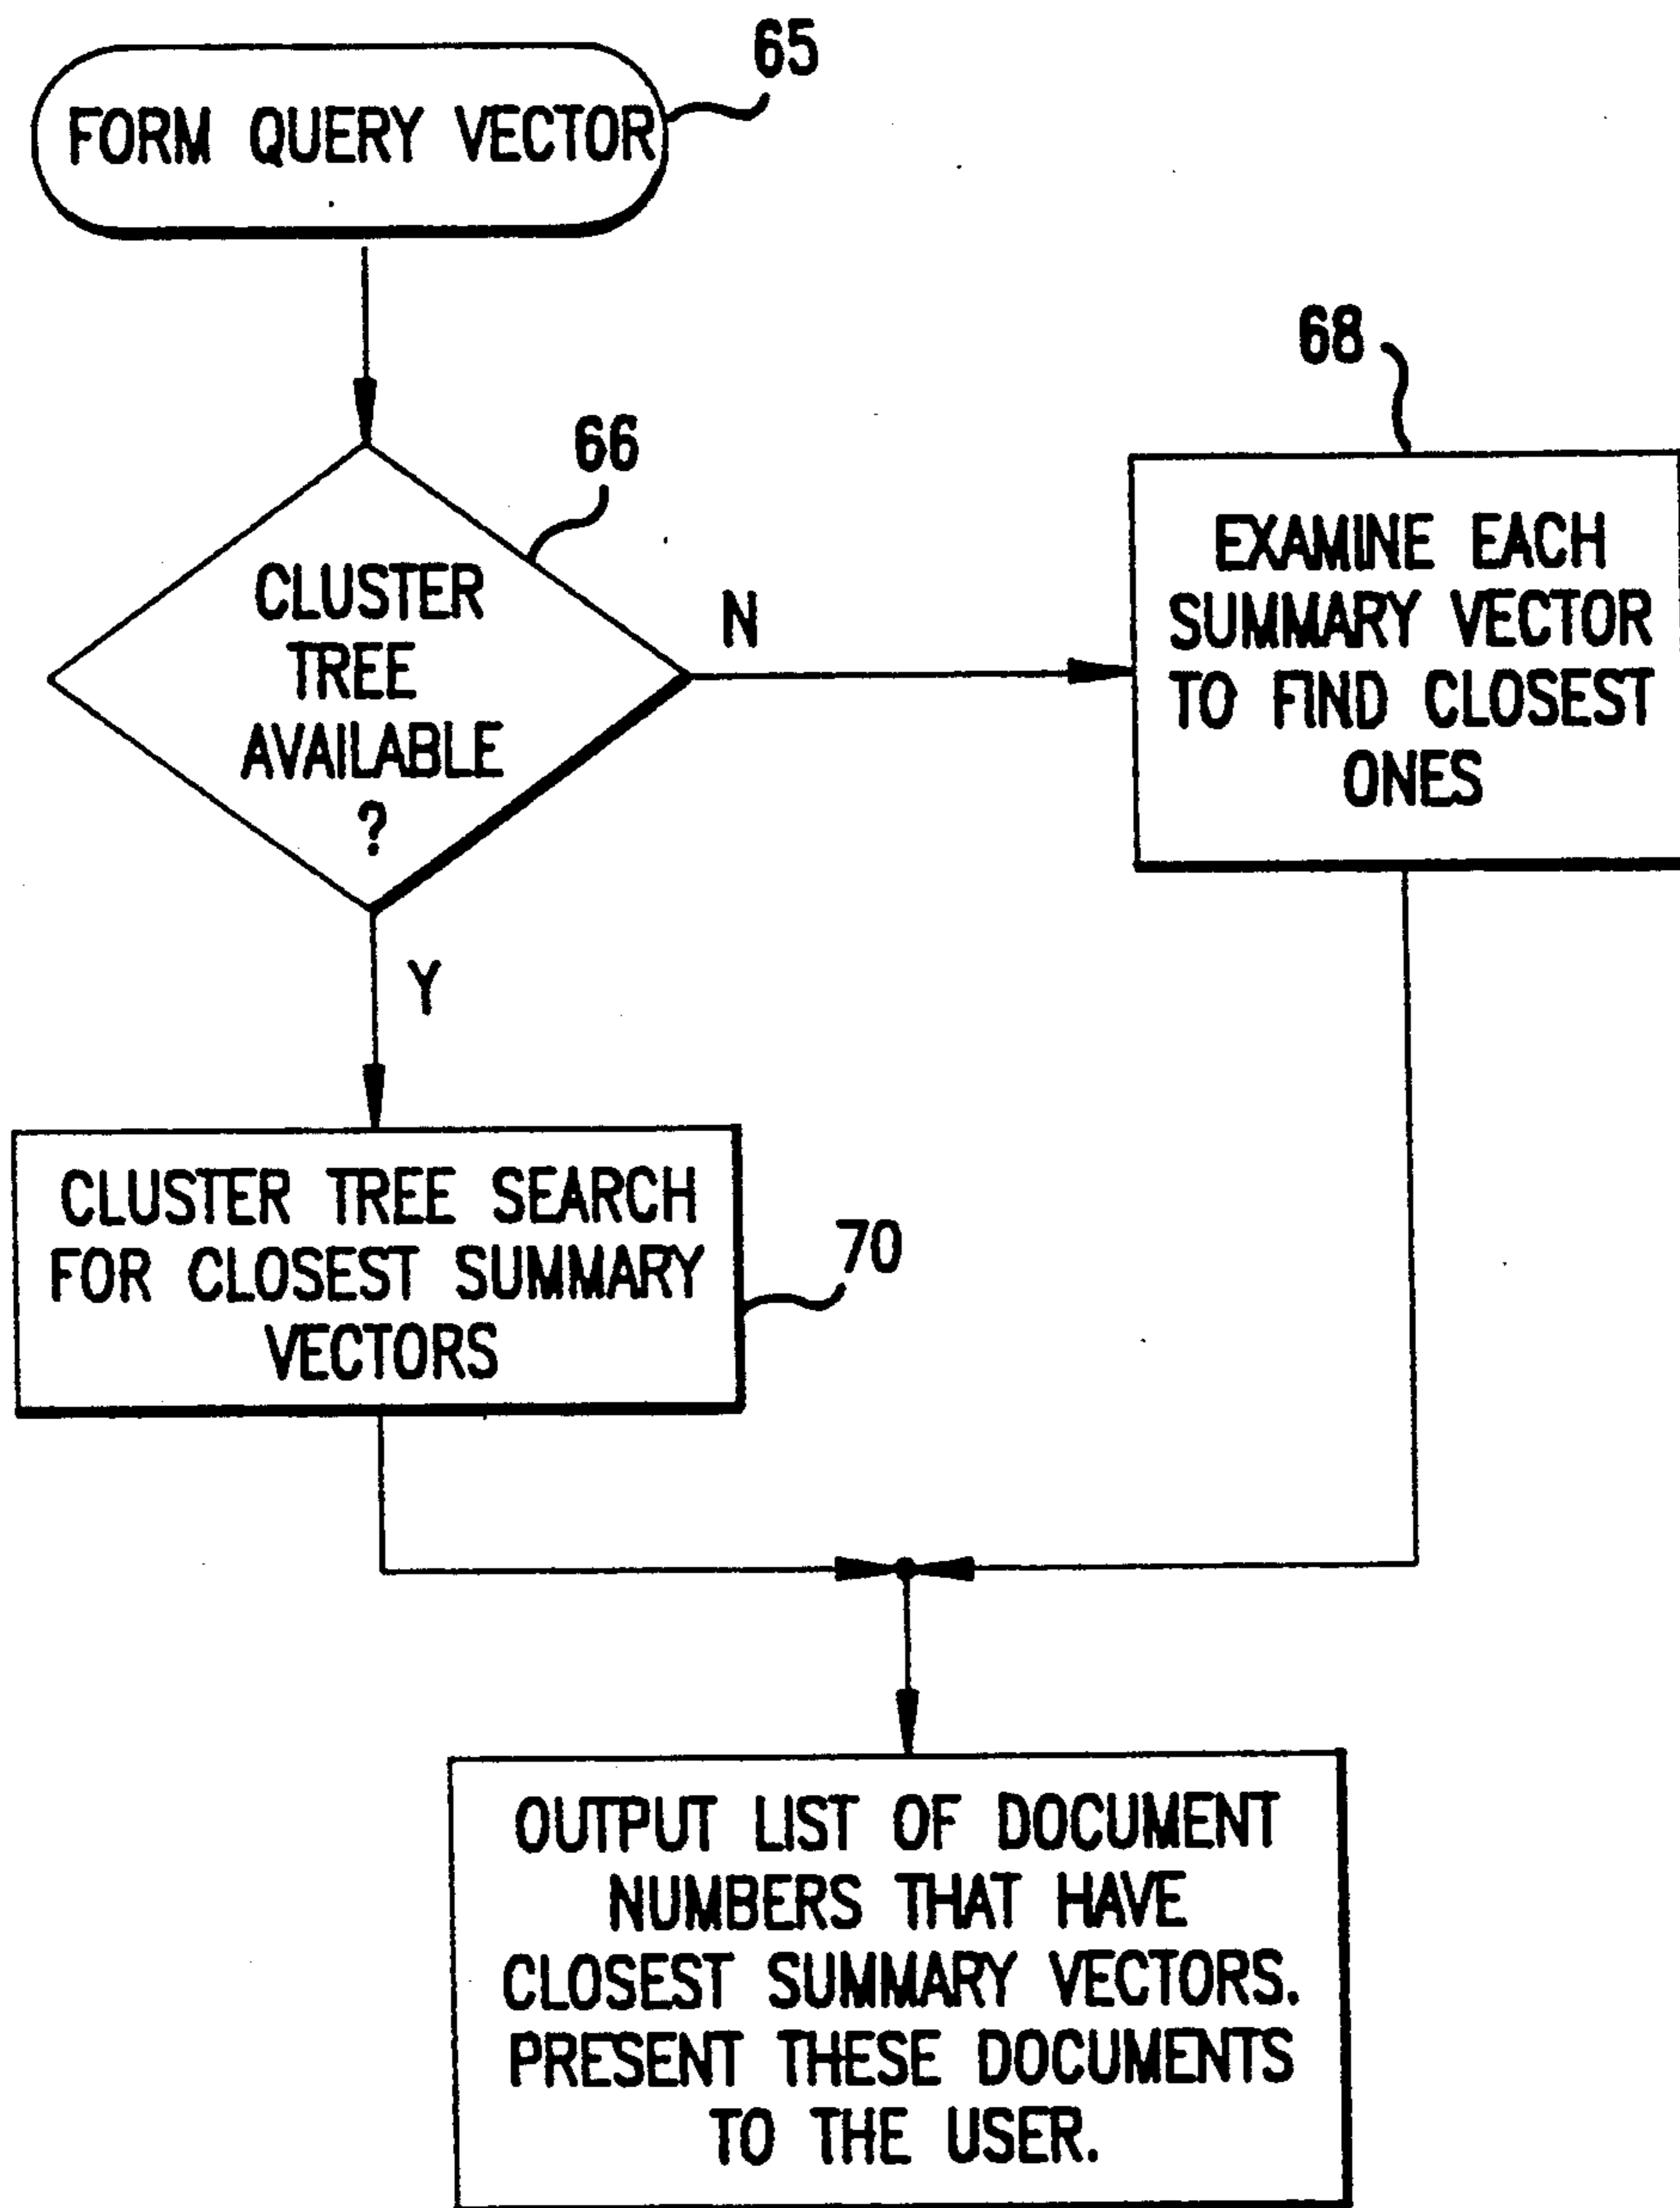 65
FORM QUERY VECTOR
66
CLUSTER
TREE
AVAILABLE
?
N
68
EXAMINE EACH
SUMMARY VECTOR
TO FIND CLOSEST
ONES
Y
CLUSTER TREE SEARCH
FOR CLOSEST SUMMARY
VECTORS
70
OUTPUT LIST OF DOCUMENT
NUMBERS THAT HAVE
CLOSEST SUMMARY VECTORS.
PRESENT THESE DOCUMENTS
TO THE USER.